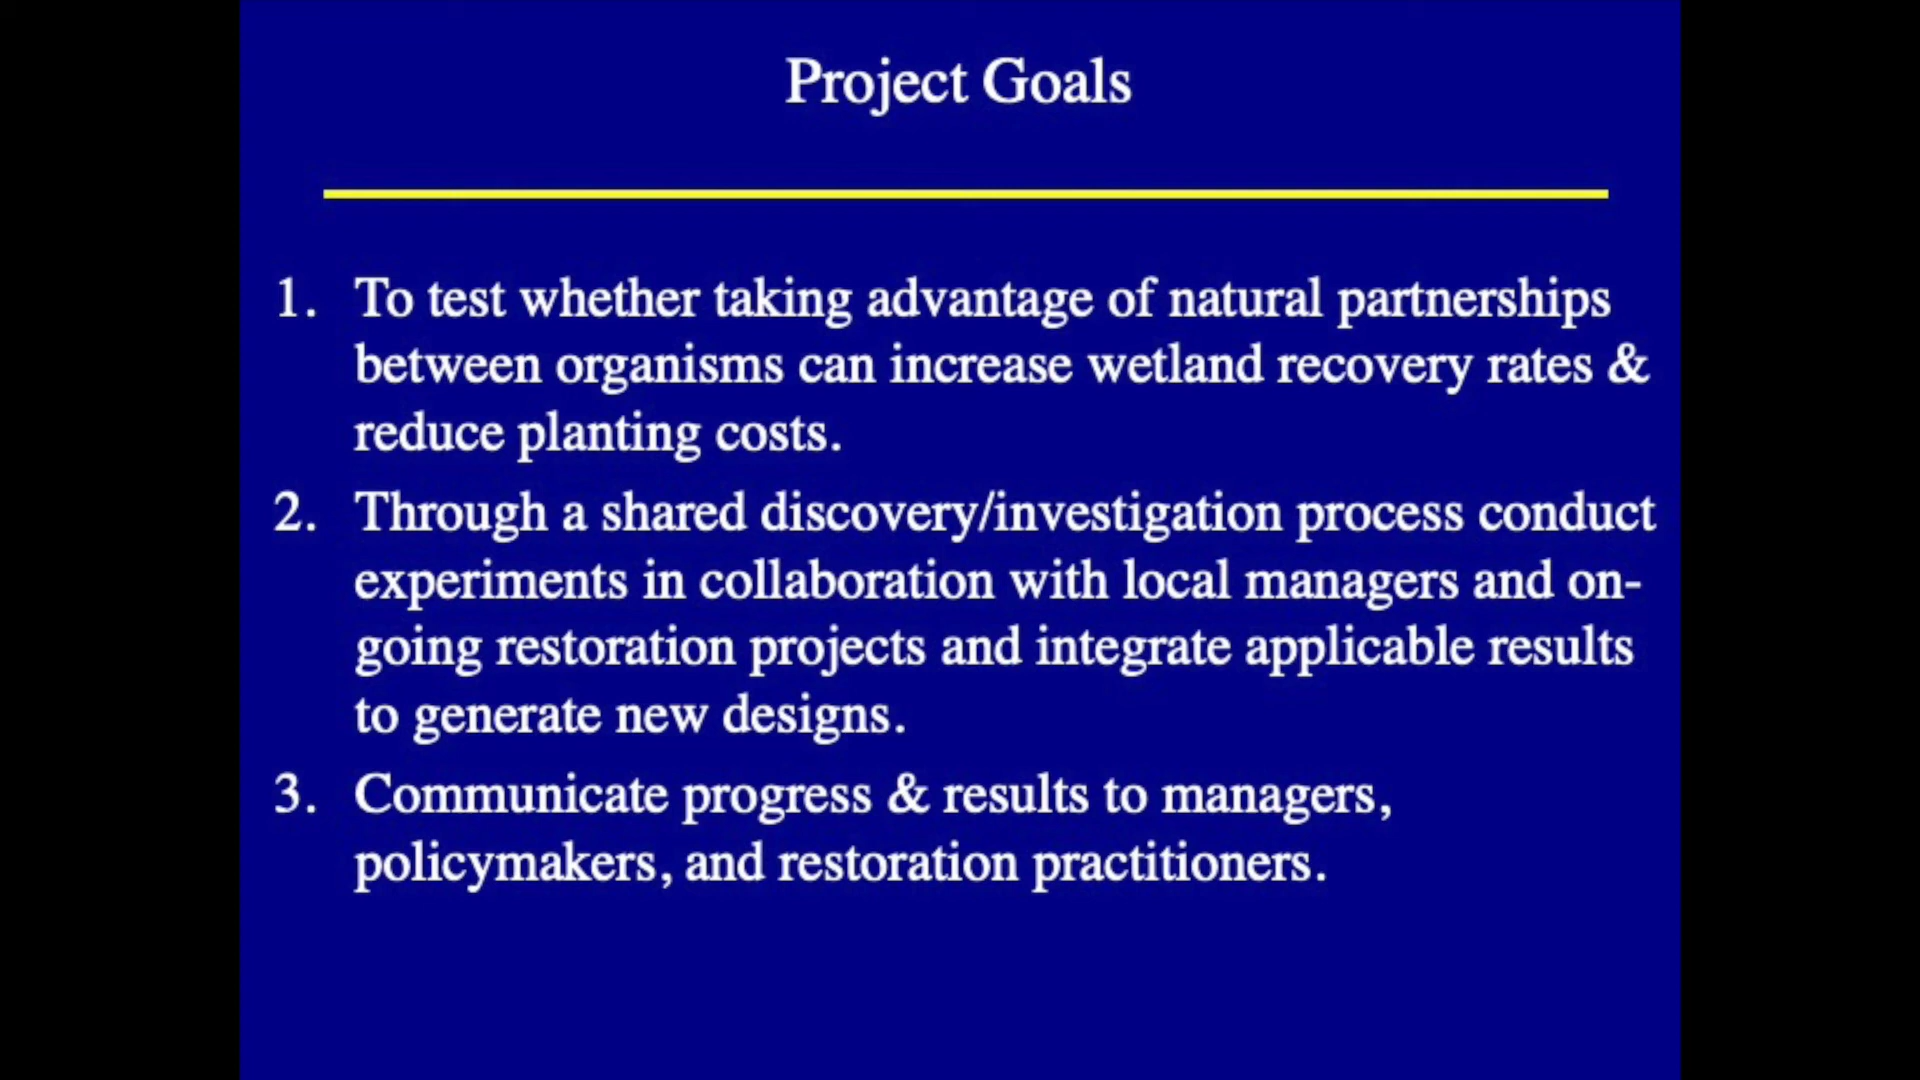 Project Goals
1. To test whether taking advantage of natural partnerships
between organisms can increase wetland recovery rates &
reduce planting costs.
2. Through a shared discovery/investigation process conduct
experiments in collaboration with local managers and on-
going restoration projects and integrate applicable results
to generate new designs.
3. Communicate progress & results to managers,
policymakers, and restoration practitioners.